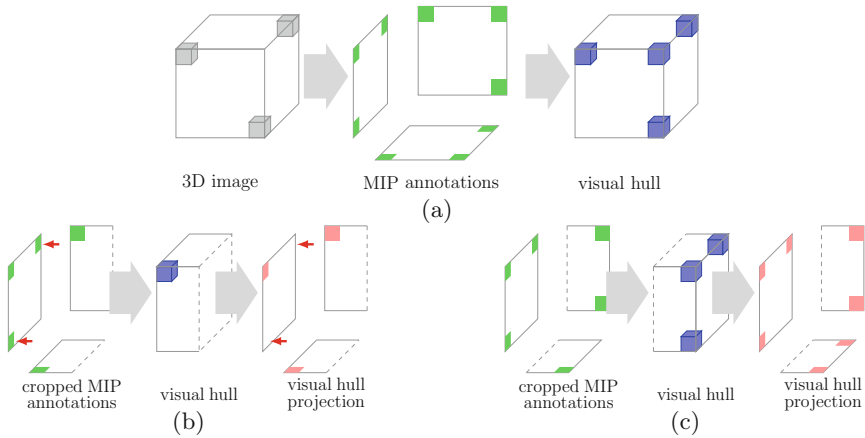 3D image
MIP annotations
visual hull
(a)
cropped MIP
annotations
visual hull
visual hull
projection
(b)
cropped MIP
annotations
visual hull
visual hull
projection
(c)